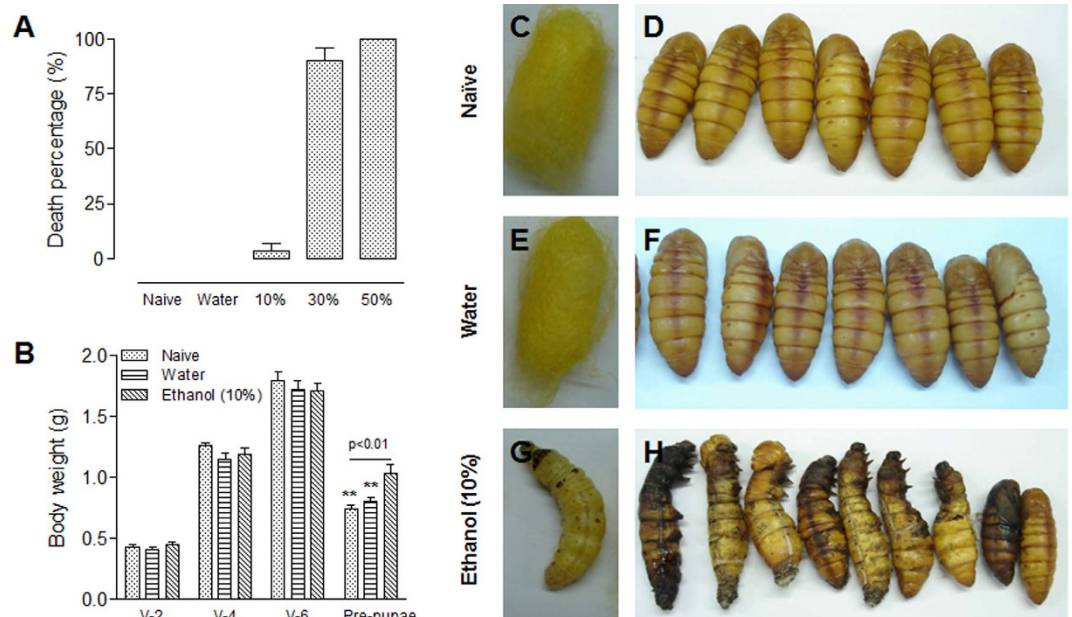 A
Death percentage (%)
100
75
50
25
0
Naive Water 10% 30% 50%
B
Body weight (g)
2.0
1.5
1.0
0.5
0.0
Naive
Water
Ethanol (10%)
p<0.01
** **
V-2 V-4 V-6 Pre-pupae
C
D
Naïve
E
F
Water
G
H
Ethanol (10%)